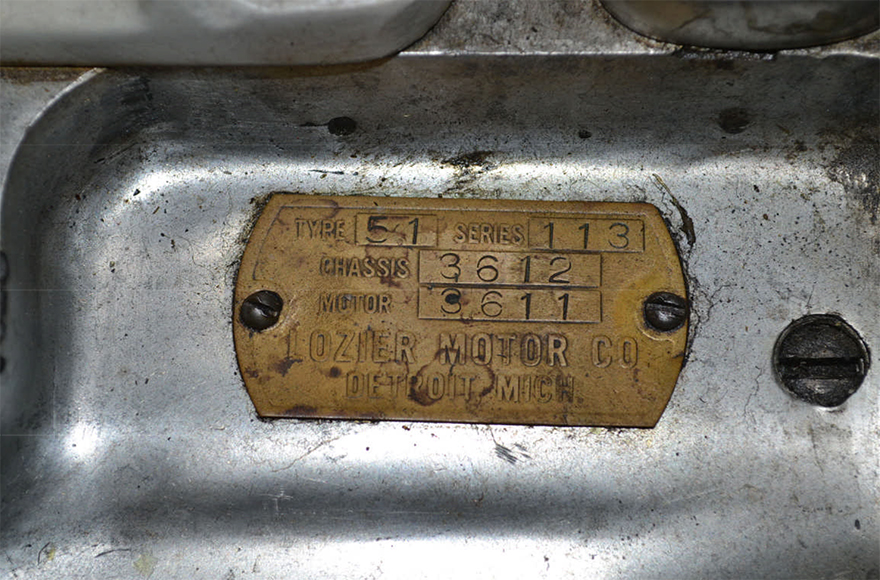 TYPE 51 SERIES 113
CHASSIS 3612
MOTOR 3611
LOZIER MOTOR CO
DETROIT, MICH.